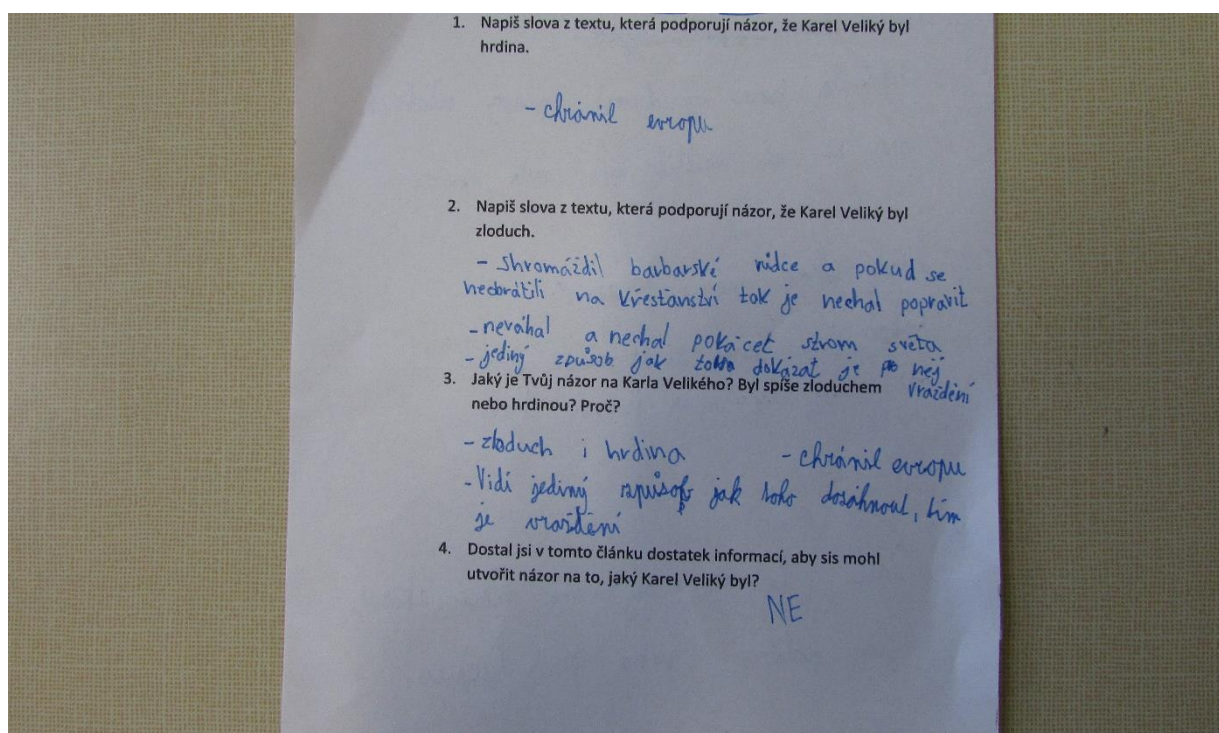 1. Napiš slova z textu, která podporují názor, že Karel Veliký byl
hrdina.
- chránil evropu
2. Napiš slova z textu, která podporují názor, že Karel Veliký byl
zloduch.
- Shromáždil barbarské vůdce a pokud se
neobrátili na Křesťanství tak je nechal popravit
- neváhal a nechal pokácet strom světa
- jediný způsob jak toho dokázat je po něj
vraždění
3. Jaký je Tvůj názor na Karla Velikého? Byl spíše zloduchem
nebo hrdinou? Proč?
- zloduch i hrdina - chránil evropu
- Vidí jediný způsob jak toho dosáhnout, tím
je vraždění
4. Dostal jsi v tomto článku dostatek informací, aby sis mohl
utvořit názor na to, jaký Karel Veliký byl?
NE